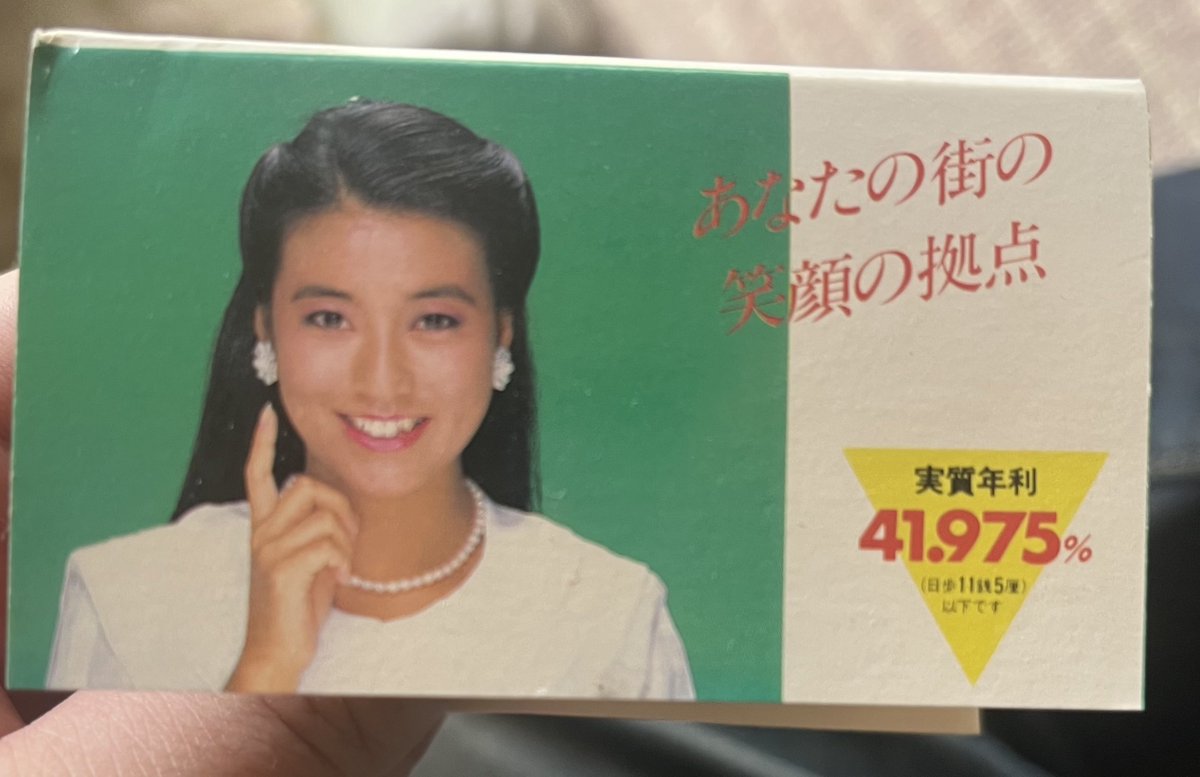 あなたの街の
笑顔の拠点
実質年利
41.975%
(日歩11銭5厘)
以下です